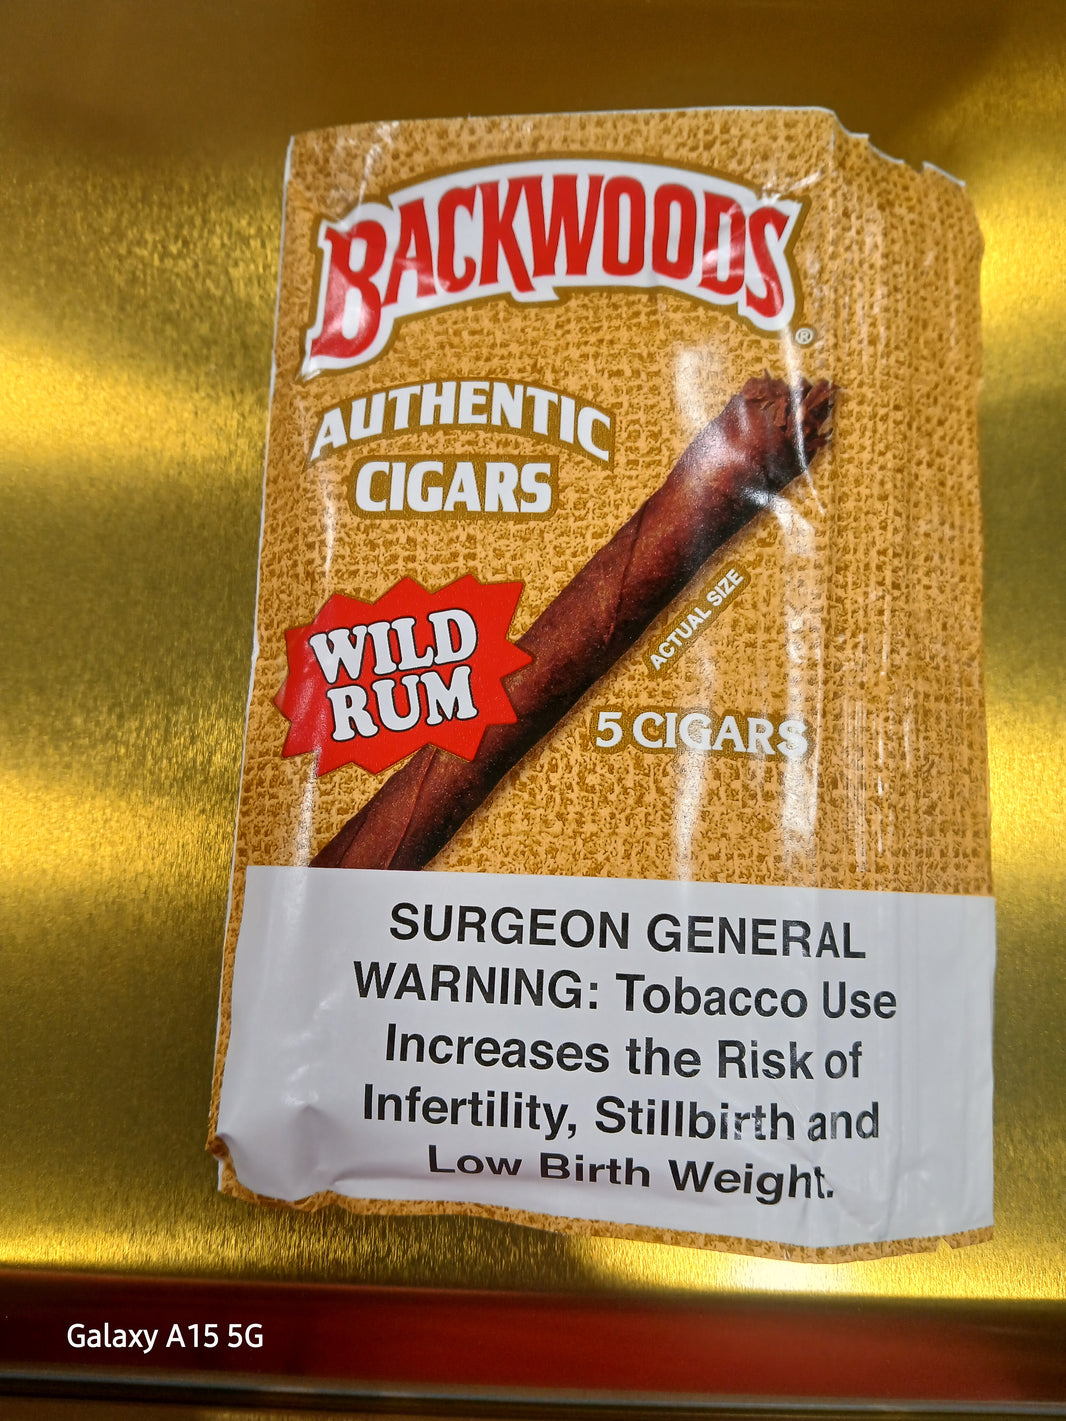 BACKWOODS®
AUTHENTIC
CIGARS
WILD
RUM
ACTUAL SIZE
5 CIGARS
SURGEON GENERAL
WARNING: Tobacco Use
Increases the Risk of
Infertility, Stillbirth and
Low Birth Weight.
Galaxy A15 5G